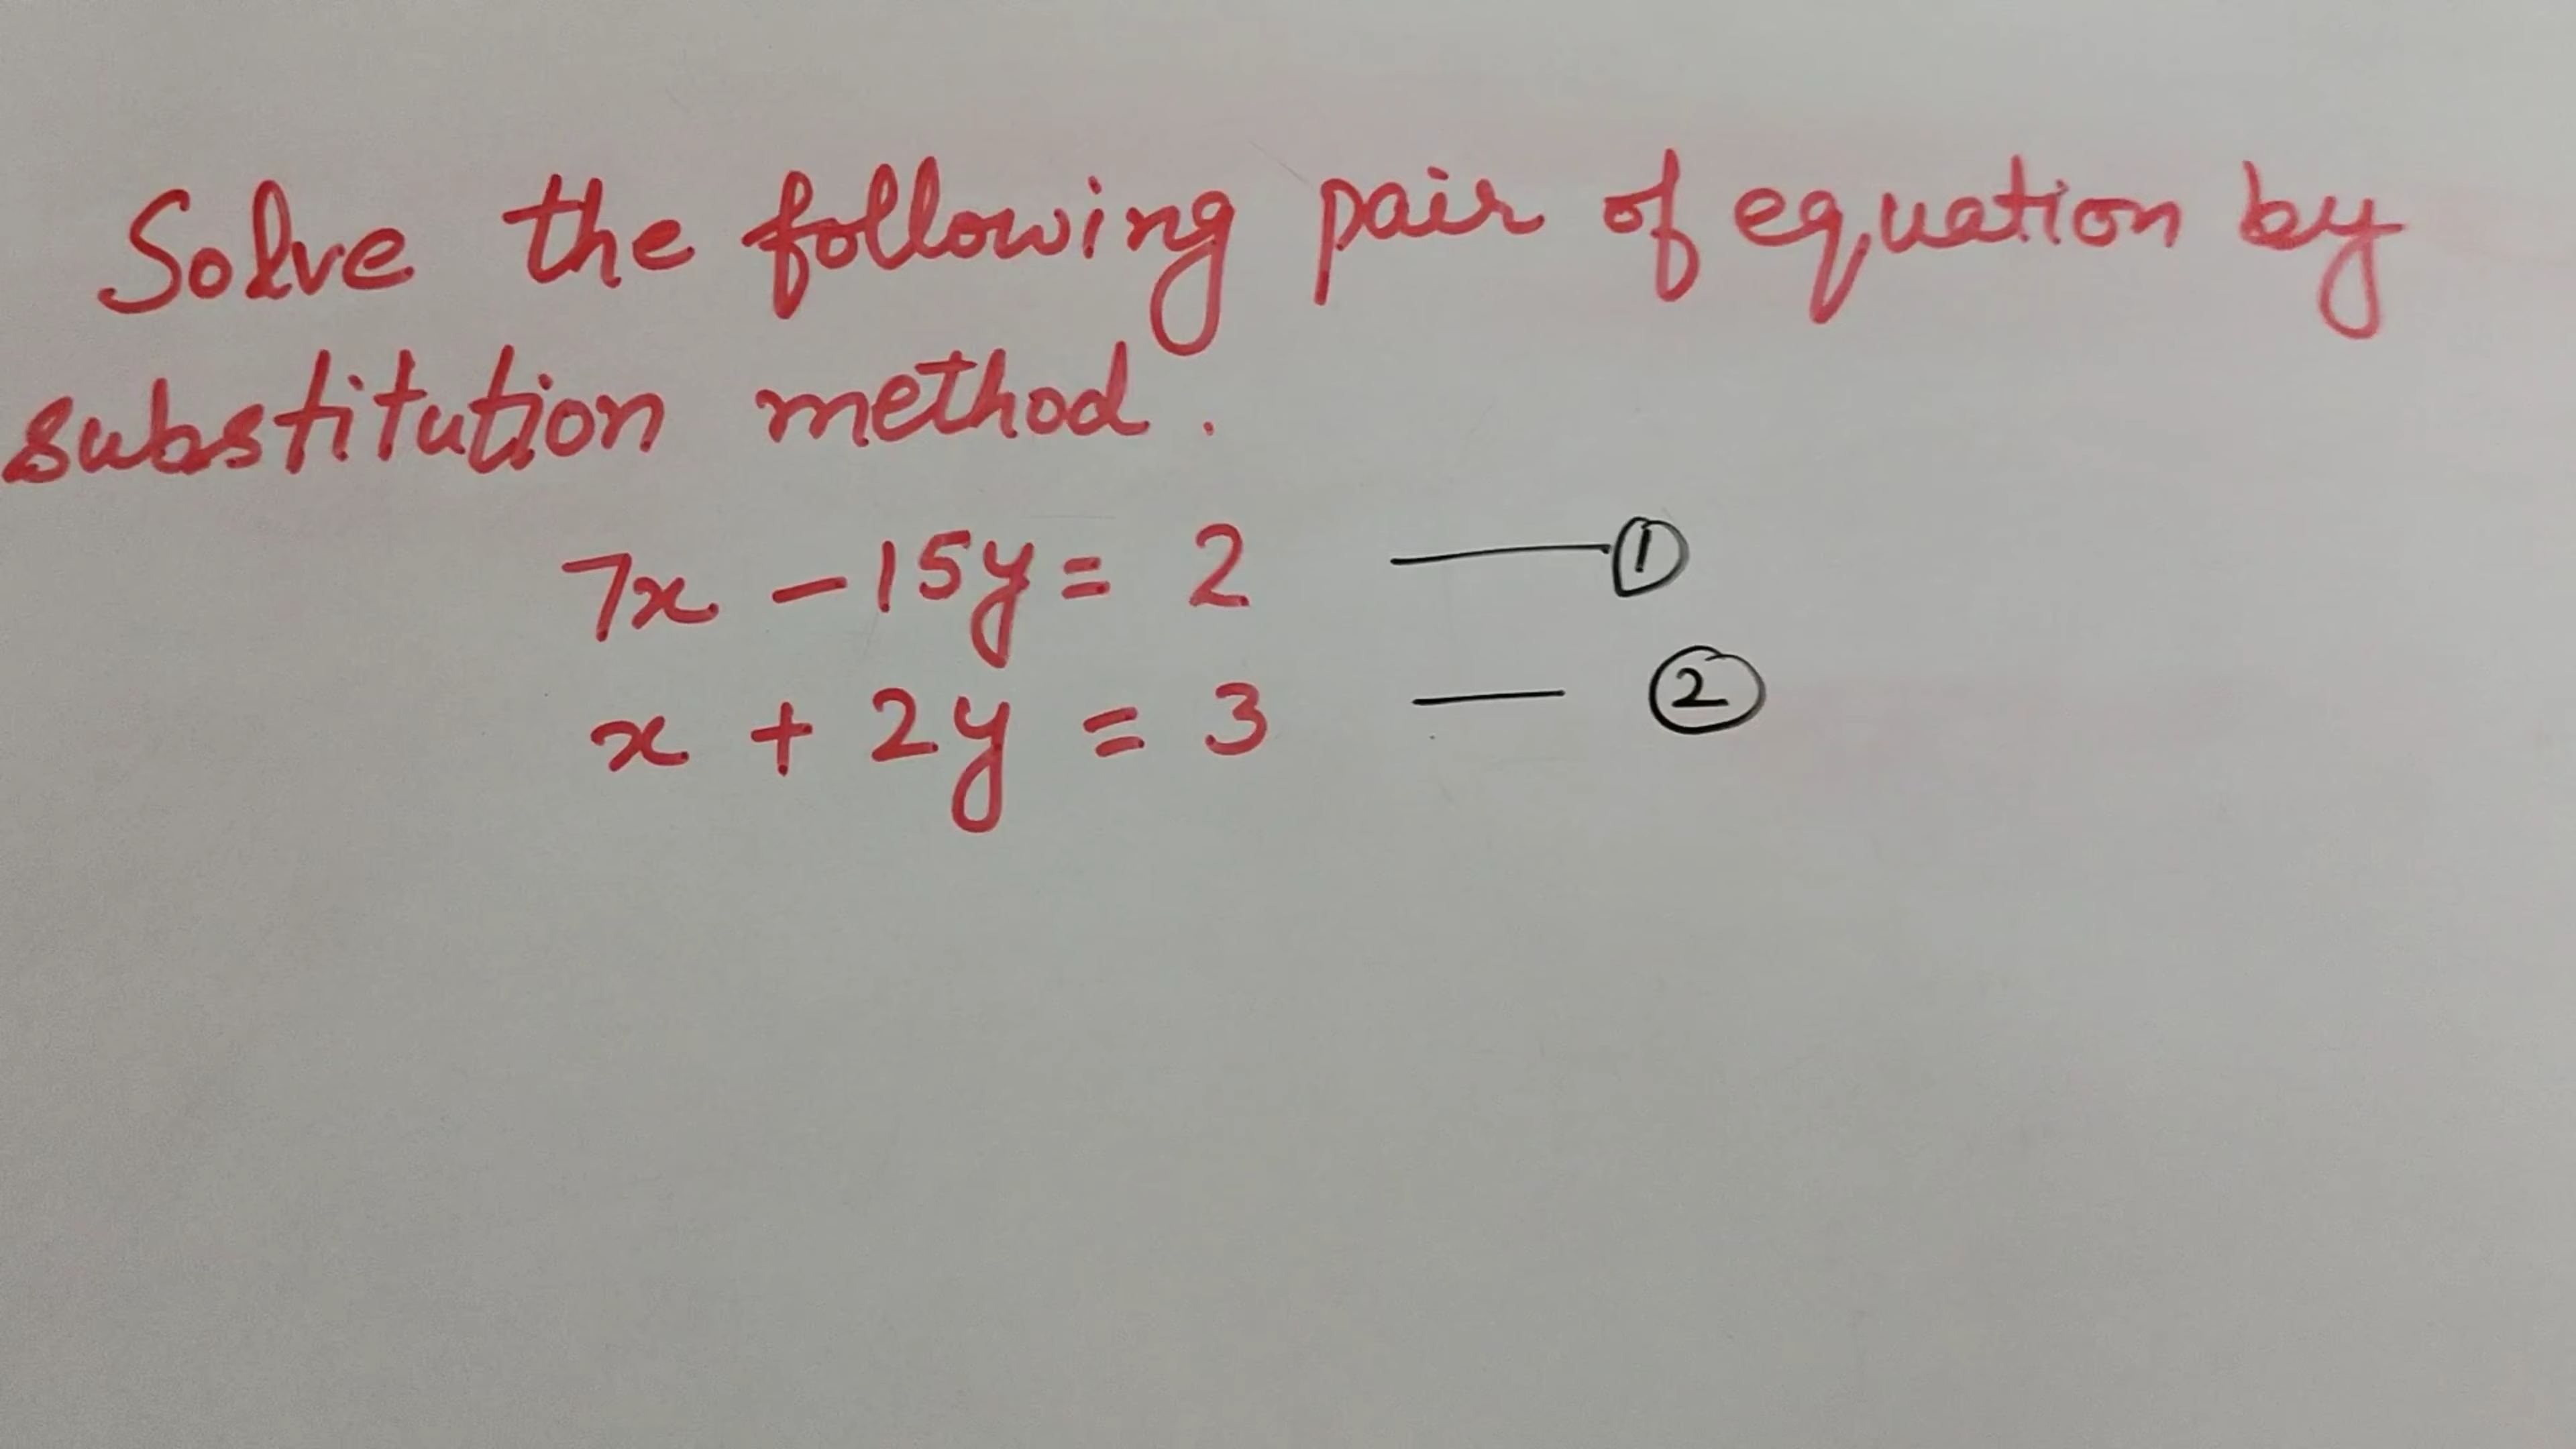 Solve the following pair of equation by
substitution method.
7x - 15y = 2 —— ①
x + 2y = 3 —— ②